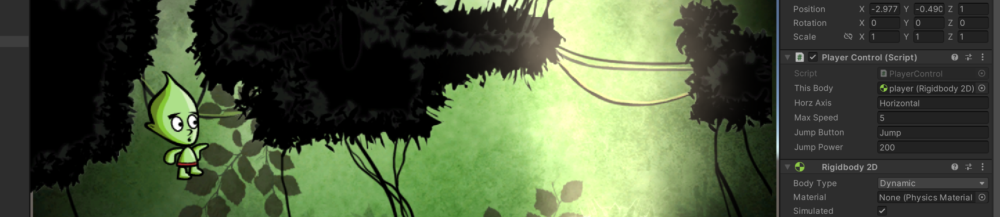 Position X -2.977 Y -0.490 Z 1
Rotation X 0 Y 0 Z 0
Scale X 1 Y 1 Z 1
# Player Control (Script)
Script # PlayerControl
This Body player (Rigidbody 2D)
Horz Axis Horizontal
Max Speed 5
Jump Button Jump
Jump Power 200
Rigidbody 2D
Body Type Dynamic
Material None (Physics Material
Simulated